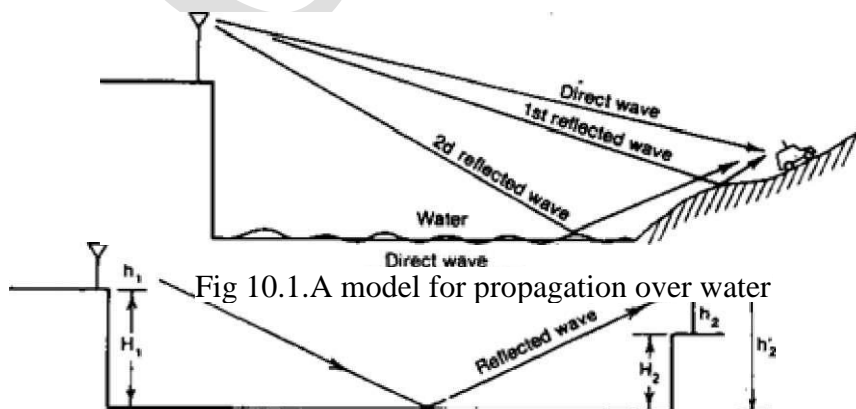 Direct wave
1st reflected wave
2d reflected wave
Water
Direct wave
Fig 10.1.A model for propagation over water
h₁
Reflected wave
h₂
H₁
H₂
h'₂